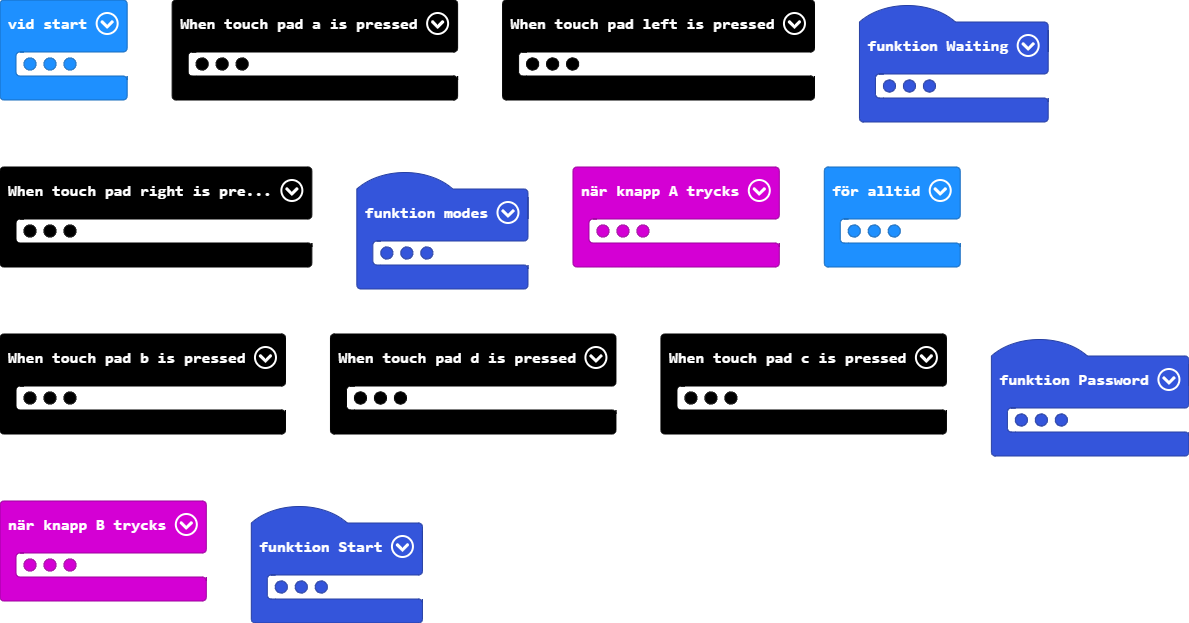 vid start
When touch pad a is pressed
When touch pad left is pressed
funktion Waiting
When touch pad right is pre...
funktion modes
när knapp A trycks
för alltid
When touch pad b is pressed
When touch pad d is pressed
When touch pad c is pressed
funktion Password
när knapp B trycks
funktion Start